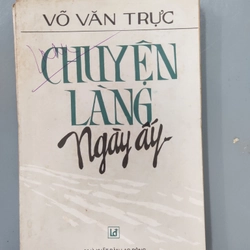 VÕ VĂN TRỰC
CHUYỆN
LÀNG
Ngày ấy